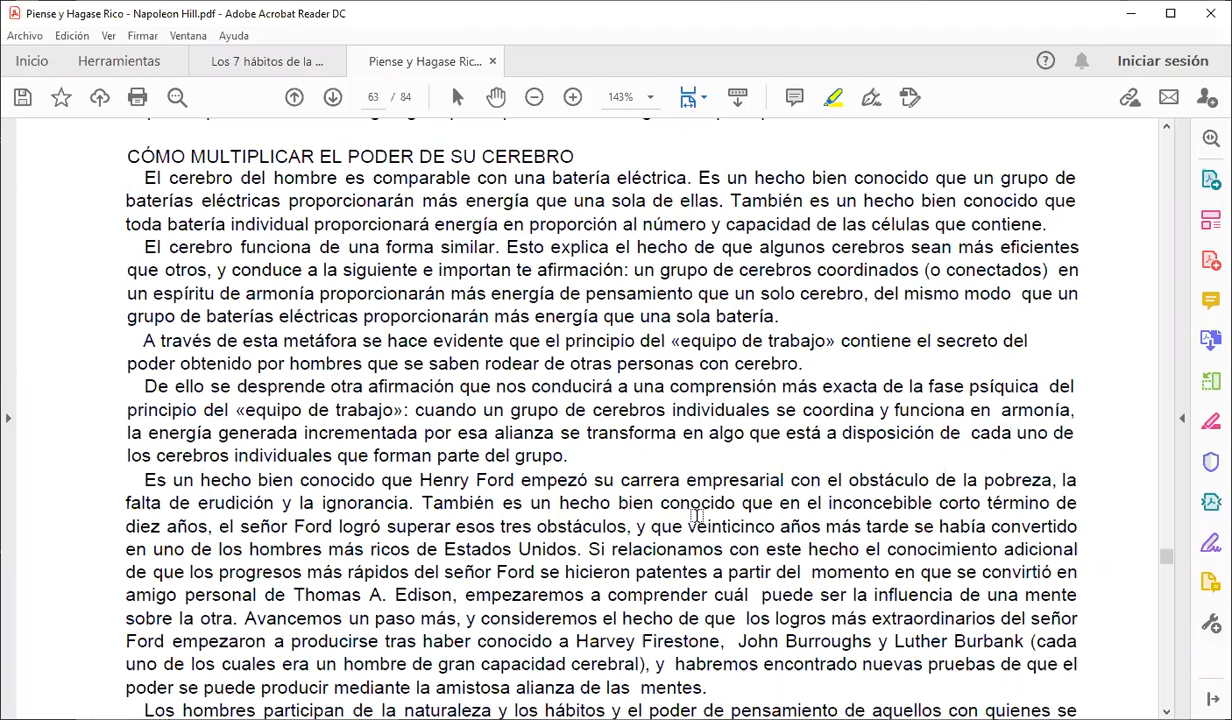 Piense y Hagase Rico - Napoleon Hill.pdf - Adobe Acrobat Reader DC
Archivo Edición Ver Firmar Ventana Ayuda
Inicio Herramientas Los 7 hábitos de la ... Piense y Hagase Ric... Iniciar sesión
63 / 84 143%
CÓMO MULTIPLICAR EL PODER DE SU CEREBRO
El cerebro del hombre es comparable con una batería eléctrica. Es un hecho bien conocido que un grupo de
baterías eléctricas proporcionarán más energía que una sola de ellas. También es un hecho bien conocido que
toda batería individual proporcionará energía en proporción al número y capacidad de las células que contiene.
El cerebro funciona de una forma similar. Esto explica el hecho de que algunos cerebros sean más eficientes
que otros, y conduce a la siguiente e importan te afirmación: un grupo de cerebros coordinados (o conectados) en
un espíritu de armonía proporcionarán más energía de pensamiento que un solo cerebro, del mismo modo que un
grupo de baterías eléctricas proporcionarán más energía que una sola batería.
A través de esta metáfora se hace evidente que el principio del «equipo de trabajo» contiene el secreto del
poder obtenido por hombres que se saben rodear de otras personas con cerebro.
De ello se desprende otra afirmación que nos conducirá a una comprensión más exacta de la fase psíquica del
principio del «equipo de trabajo»: cuando un grupo de cerebros individuales se coordina y funciona en armonía,
la energía generada incrementada por esa alianza se transforma en algo que está a disposición de cada uno de
los cerebros individuales que forman parte del grupo.
Es un hecho bien conocido que Henry Ford empezó su carrera empresarial con el obstáculo de la pobreza, la
falta de erudición y la ignorancia. También es un hecho bien conocido que en el inconcebible corto término de
diez años, el señor Ford logró superar esos tres obstáculos, y que veinticinco años más tarde se había convertido
en uno de los hombres más ricos de Estados Unidos. Si relacionamos con este hecho el conocimiento adicional
de que los progresos más rápidos del señor Ford se hicieron patentes a partir del momento en que se convirtió en
amigo personal de Thomas A. Edison, empezaremos a comprender cuál puede ser la influencia de una mente
sobre la otra. Avancemos un paso más, y consideremos el hecho de que los logros más extraordinarios del señor
Ford empezaron a producirse tras haber conocido a Harvey Firestone, John Burroughs y Luther Burbank (cada
uno de los cuales era un hombre de gran capacidad cerebral), y habremos encontrado nuevas pruebas de que el
poder se puede producir mediante la amistosa alianza de las mentes.
Los hombres participan de la naturaleza y los hábitos y el poder de pensamiento de aquellos con quienes se